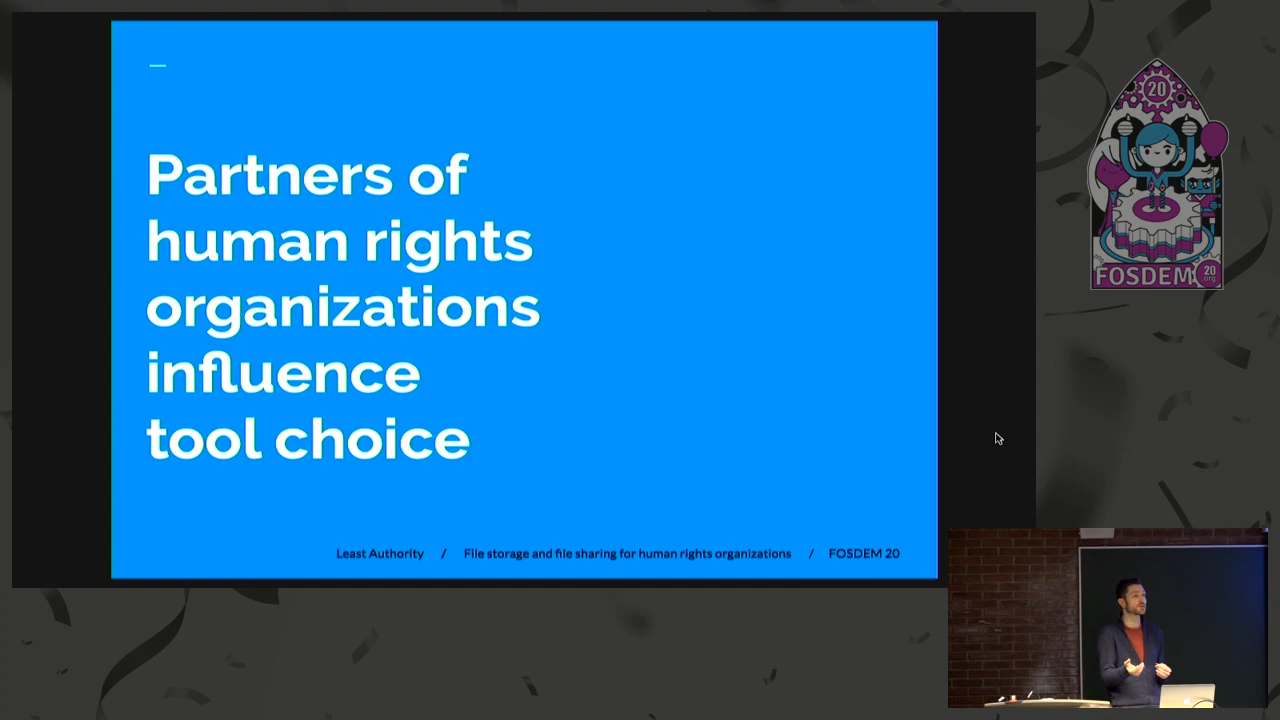 Partners of
human rights
organizations
influence
tool choice
Least Authority / File storage and file sharing for human rights organizations / FOSDEM 20
20
FOSDEM
20
org